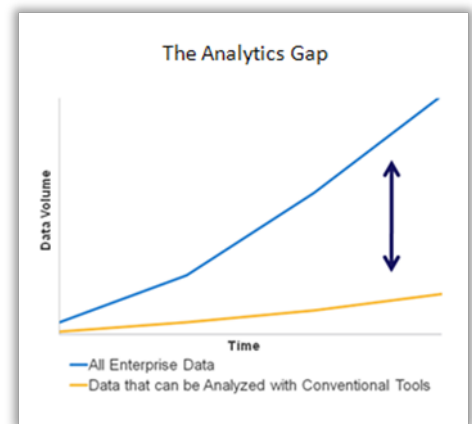 The Analytics Gap
Data Volume
Time
All Enterprise Data
Data that can be Analyzed with Conventional Tools